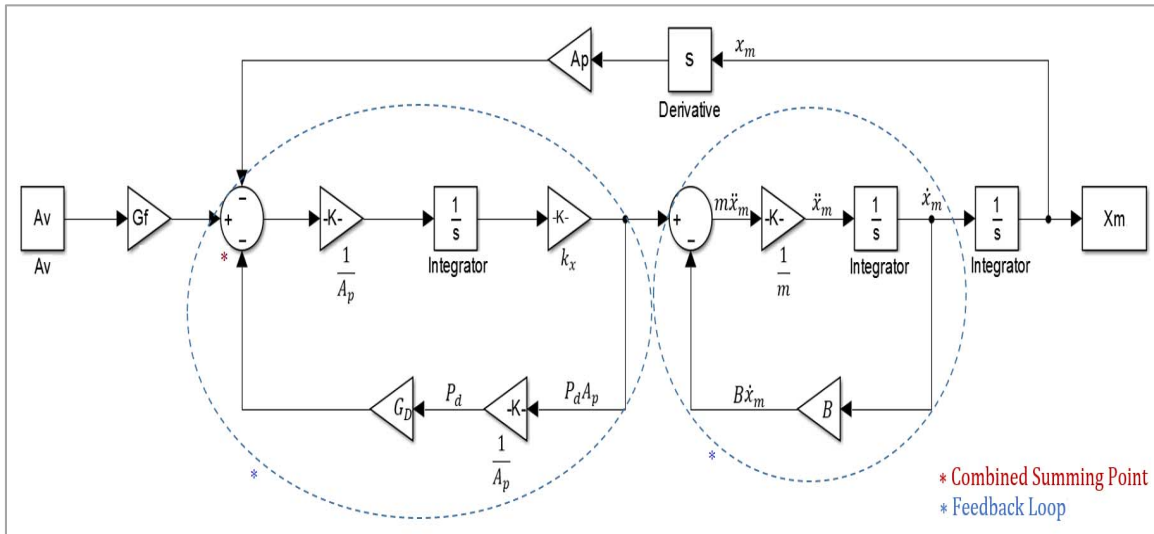 Ap
s
x_m
Derivative
Av
Av
Gf
+
−
−
*
-K-
1/A_p
1/s
Integrator
-K-
k_x
+
−
mẍ_m
-K-
1/m
ẍ_m
1/s
Integrator
ẋ_m
1/s
Integrator
Xm
G_D
P_d
-K-
1/A_p
P_dA_p
Bẋ_m
B
*
*
* Combined Summing Point
* Feedback Loop